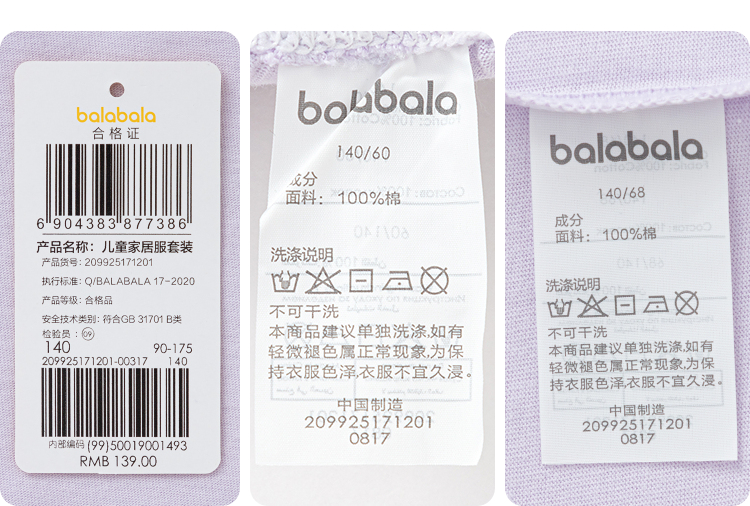 balabala
合格证
6 904383 877386
产品名称：儿童家居服套装
产品货号：209925171201
执行标准：Q/BALABALA 17-2020
产品等级：合格品
安全技术类别：符合GB 31701 B类
检验员：09
140 90-175
209925171201-00317 140
内部编码 (99)50019001493
RMB 139.00
balabala
140/60
成分
面料：100%棉
洗涤说明
不可干洗
本商品建议单独洗涤,如有
轻微褪色属正常现象,为保
持衣服色泽,衣服不宜久浸。
中国制造
209925171201
0817
balabala
140/68
成分
面料：100%棉
洗涤说明
不可干洗
本商品建议单独洗涤,如有
轻微褪色属正常现象,为保
持衣服色泽,衣服不宜久浸。
中国制造
209925171201
0817